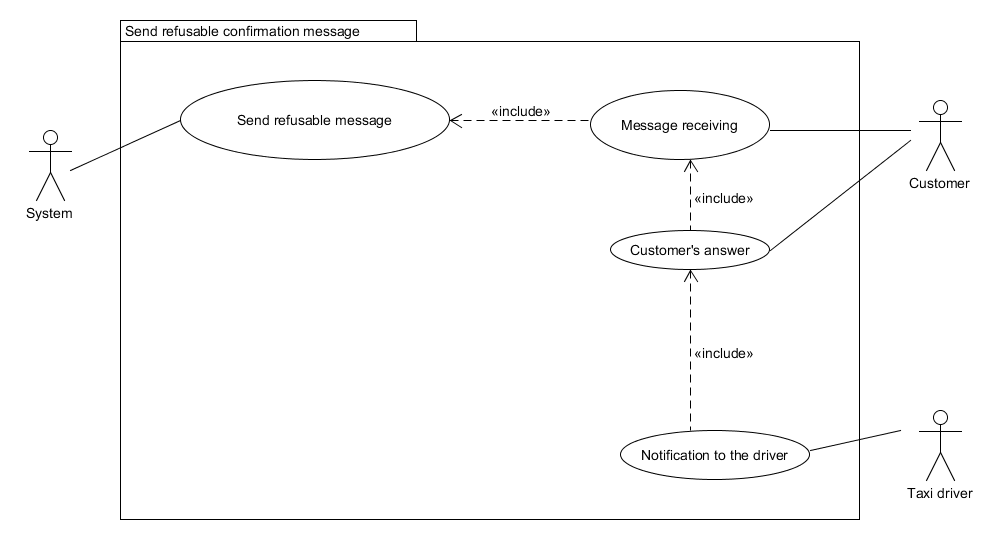 Send refusable confirmation message
«include»
Send refusable message
Message receiving
Customer
System
«include»
Customer's answer
«include»
Notification to the driver
Taxi driver